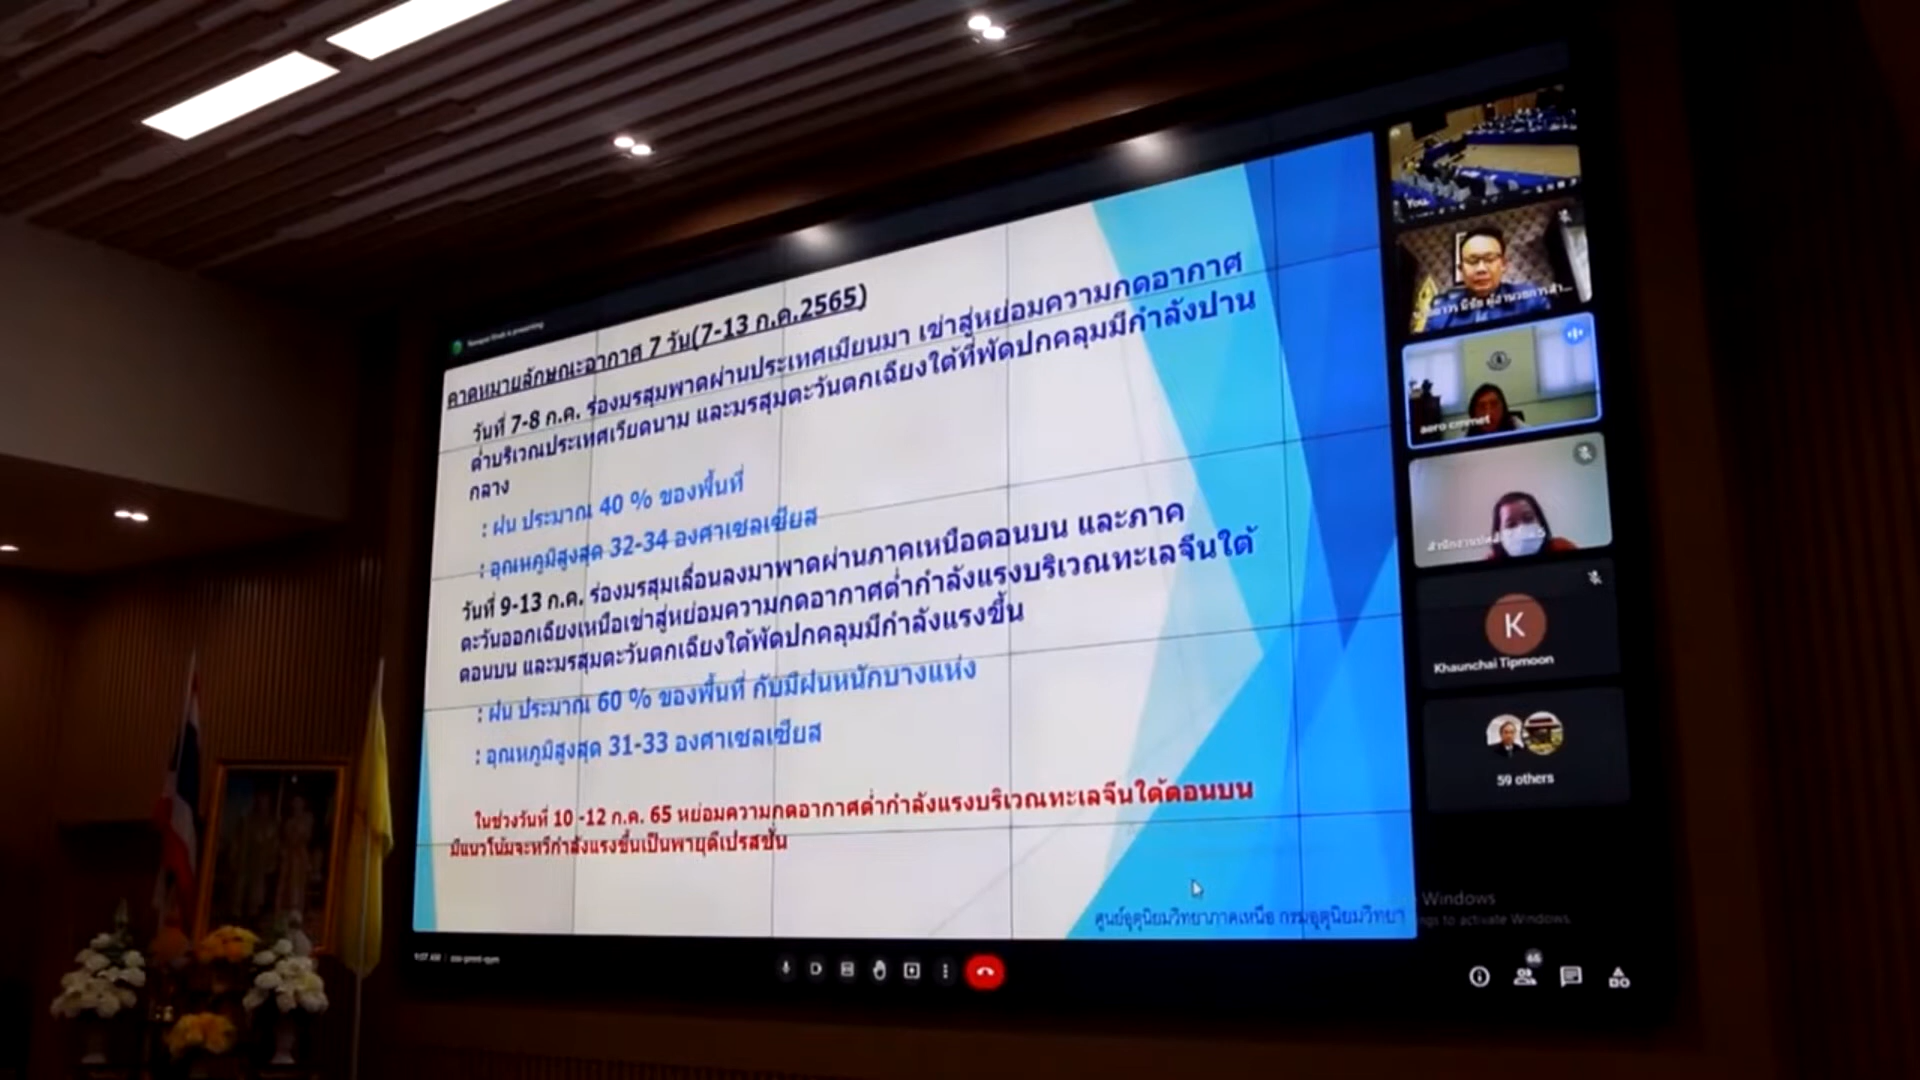 คาดหมายลักษณะอากาศ 7 วัน(7-13 ก.ค.2565)
วันที่ 7-8 ก.ค. ร่องมรสุมพาดผ่านประเทศเมียนมา เข้าสู่หย่อมความกดอากาศ
ต่ำบริเวณประเทศเวียดนาม และมรสุมตะวันตกเฉียงใต้ที่พัดปกคลุมมีกำลังปาน
กลาง
: ฝน ประมาณ 40 % ของพื้นที่
: อุณหภูมิสูงสุด 32-34 องศาเซลเซียส
วันที่ 9-13 ก.ค. ร่องมรสุมเลื่อนลงมาพาดผ่านภาคเหนือตอนบน และภาค
ตะวันออกเฉียงเหนือเข้าสู่หย่อมความกดอากาศต่ำกำลังแรงบริเวณทะเลจีนใต้
ตอนบน และมรสุมตะวันตกเฉียงใต้พัดปกคลุมมีกำลังแรงขึ้น
: ฝน ประมาณ 60 % ของพื้นที่ กับมีฝนหนักบางแห่ง
: อุณหภูมิสูงสุด 31-33 องศาเซลเซียส
ในช่วงวันที่ 10 -12 ก.ค. 65 หย่อมความกดอากาศต่ำกำลังแรงบริเวณทะเลจีนใต้ตอนบน
มีแนวโน้มจะทวีกำลังแรงขึ้นเป็นพายุดีเปรสชั่น
ศูนย์อุตุนิยมวิทยาภาคเหนือ กรมอุตุนิยมวิทยา
You
aero cmmet
K
Khaunchai Tipmoon
59 others
Windows
to activate Windows.
9:07 AM